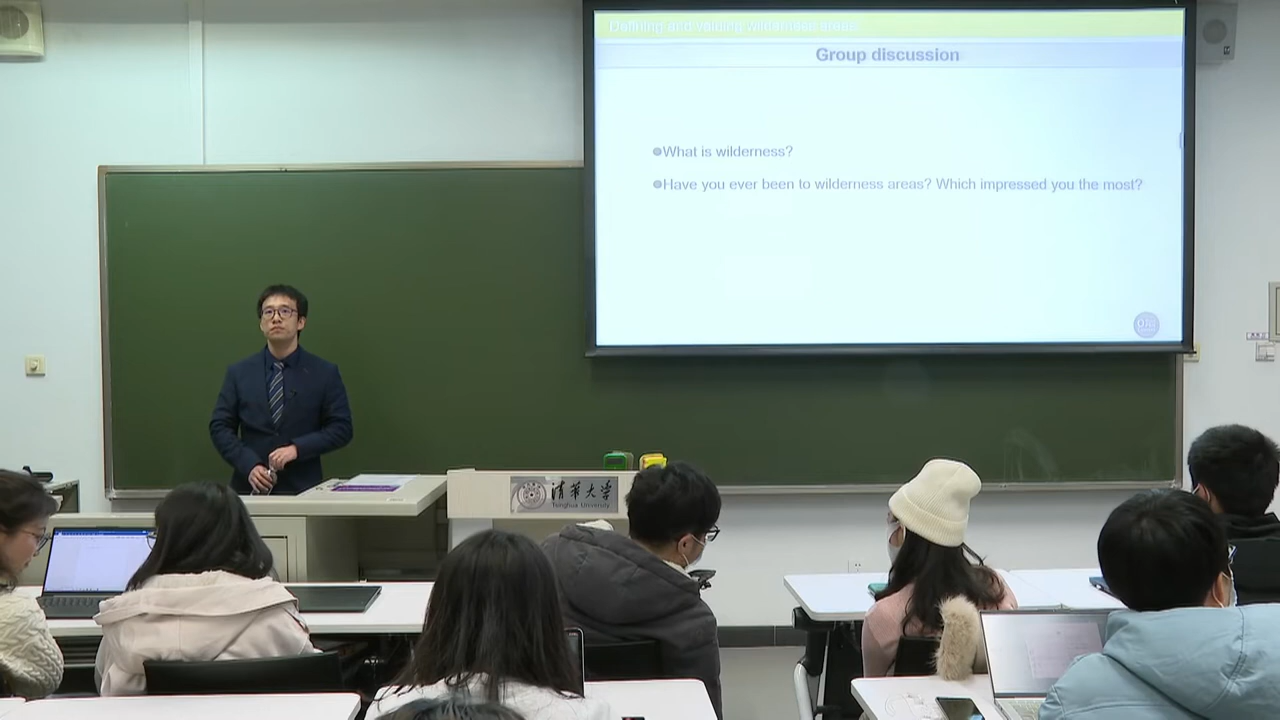 Defining and valuing wilderness areas
Group discussion
●What is wilderness?
●Have you ever been to wilderness areas? Which impressed you the most?
清华大学
Tsinghua University